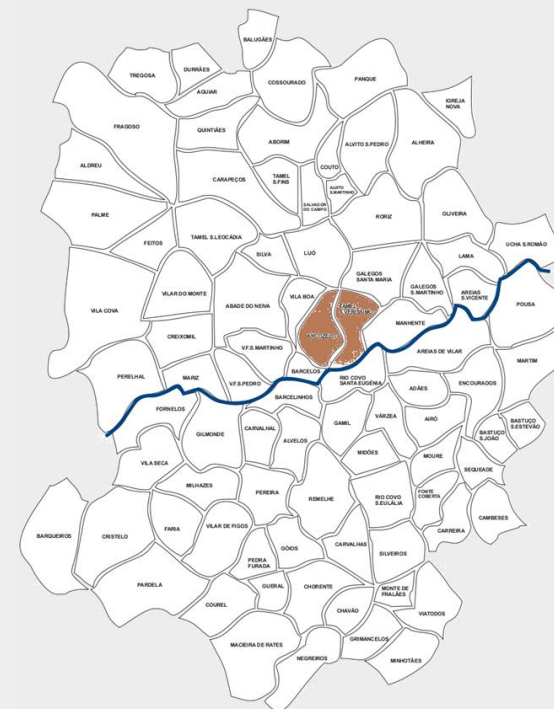 BALUGÃES
TREGOSA
DURRÃES
COSSOURADO
PANQUE
AGUIAR
IGREJA
NOVA
FRAGOSO
QUINTIÃES
ABORIM
ALVITO S.PEDRO
ALHEIRA
ALDREU
COUTO
CARAPEÇOS
TAMEL
S.FINS
S.MARTINHO
SALVADOR
DO CAMPO
PALME
RORIZ
OLIVEIRA
FEITOS
TAMEL S.LEOCÁDIA
SILVA
LIJÓ
UCHA S.ROMÃO
LAMA
GALEGOS
SANTA MARIA
VILAR DO MONTE
ABADE DO NENA
VILA BOA
GALEGOS
S.MARTINHO
AREIAS
S.VICENTE
VILA COVA
TAMEL
POUSA
CREIXOMIL
V.F.S.MARTINHO
ARCOZELO
MANHENTE
AREIAS DE VILAR
MARTIM
PERELHAL
MARIZ
V.F.S.PEDRO
BARCELOS
RIO COVO
SANTA EUGÉNIA
ADÃES
ENCOURADOS
BARCELINHOS
FORNELOS
GILMONDE
CARVALHAL
ALVELOS
GAMIL
VÁRZEA
AIRÓ
BASTUÇO
S.JOÃO
BASTUÇO
S.ESTEVÃO
VILA SECA
MIDÕES
MOURE
SEQUEADE
MILHAZES
PEREIRA
REMELHE
RIO COVO
S.EULÁLIA
FONTE
COBERTA
CAMBESES
BARQUEIROS
CRISTELO
FARIA
VILAR DE FIGOS
CARREIRA
PEDRA
FURADA
GÓIOS
CARVALHAS
SILVEIROS
PARDELA
COUREL
GUERAL
CHORENTE
MONTE DE
FRALÃES
CHAVÃO
VIATODOS
MACIEIRA DE RATES
GRIMANCELOS
NEGREIROS
MINHOTÃES